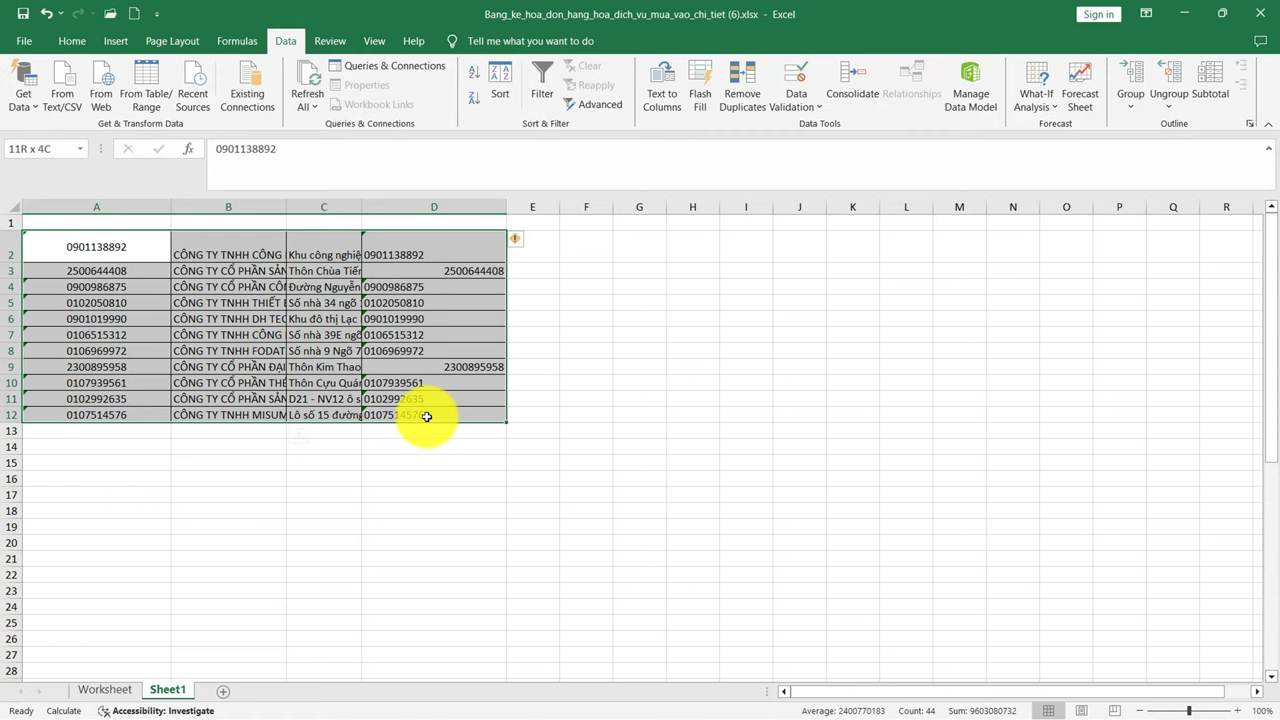 Bang_ke_hoa_don_hang_hoa_dich_vu_mua_vao_chi_tiet (6).xlsx - Excel
Sign in
File Home Insert Page Layout Formulas Data Review View Help Tell me what you want to do
Get Data
From Text/CSV
From Web
From Table/ Range
Recent Sources
Existing Connections
Get & Transform Data
Refresh All
Queries & Connections
Properties
Workbook Links
Queries & Connections
Sort
Filter
Clear
Reapply
Advanced
Sort & Filter
Text to Columns
Flash Fill
Remove Duplicates
Data Validation
Consolidate
Relationships
Manage Data Model
Data Tools
What-If Analysis
Forecast Sheet
Forecast
Group
Ungroup
Subtotal
Outline
11R x 4C fx 0901138892
A B C D E F G H I J K L M N O P Q R
1
2 0901138892 CÔNG TY TNHH CÔNG Khu công nghiệ 0901138892
3 2500644408 CÔNG TY CỔ PHẦN SẢN Thôn Chùa Tiến 2500644408
4 0900986875 CÔNG TY CỔ PHẦN CÔN Đường Nguyễn 0900986875
5 0102050810 CÔNG TY TNHH THIẾT Số nhà 34 ngõ 0102050810
6 0901019990 CÔNG TY TNHH DH TEC Khu đô thị Lạc 0901019990
7 0106515312 CÔNG TY TNHH CÔNG Số nhà 39E ngõ 0106515312
8 0106969972 CÔNG TY TNHH FODAT Số nhà 9 Ngõ 7 0106969972
9 2300895958 CÔNG TY CỔ PHẦN ĐẠI Thôn Kim Thao 2300895958
10 0107939561 CÔNG TY CỔ PHẦN THÉ Thôn Cựu Quán 0107939561
11 0102992635 CÔNG TY CỔ PHẦN SẢN D21 - NV12 ô s 0102992635
12 0107514576 CÔNG TY TNHH MISUM Lô số 15 đường 0107514576
13
14
15
16
17
18
19
20
21
22
23
24
25
26
27
28
Worksheet Sheet1
Ready Calculate Accessibility: Investigate Average: 2400770183 Count: 44 Sum: 9603080732 100%